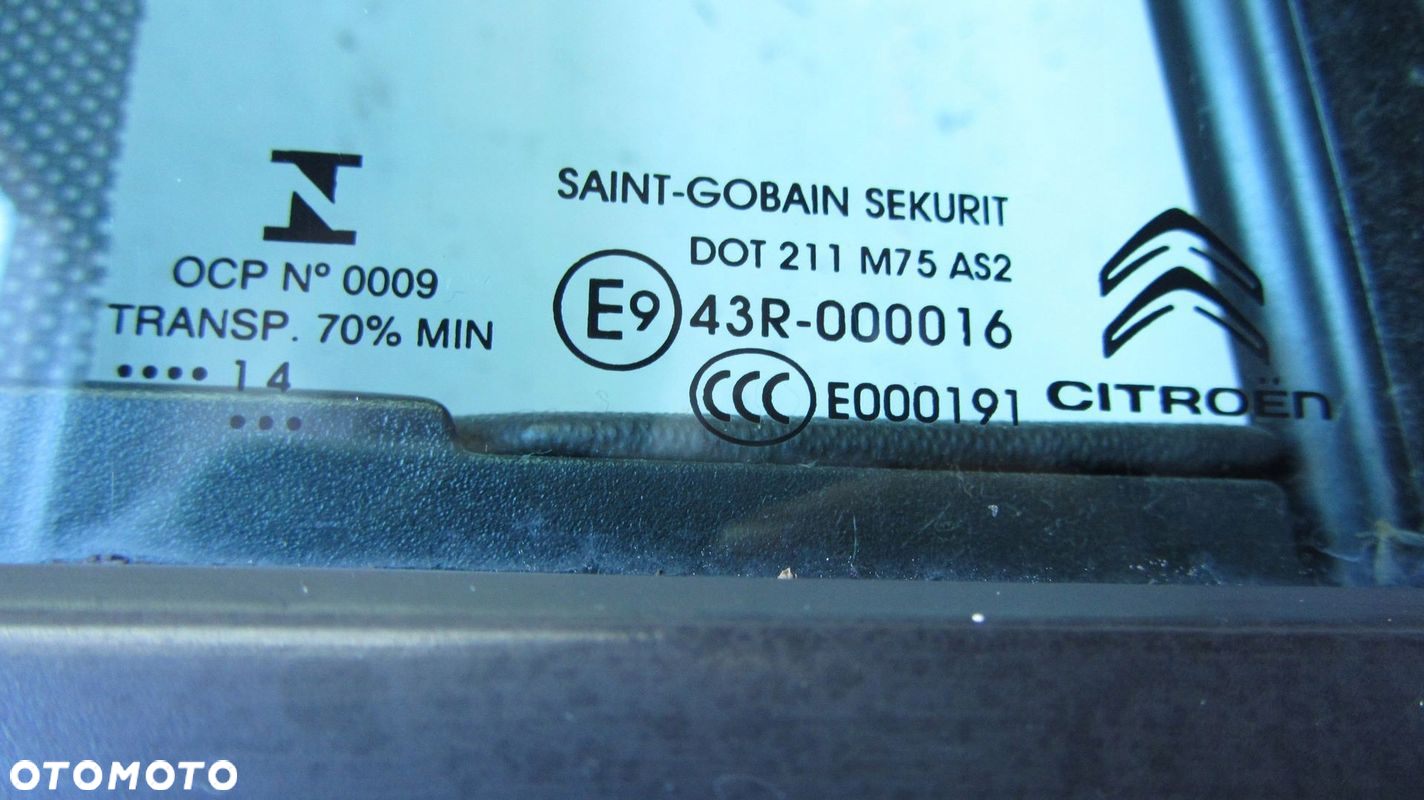 OCP Nº 0009
TRANSP. 70% MIN
•••• 14
•••
SAINT-GOBAIN SEKURIT
DOT 211 M75 AS2
E9 43R-000016
CCC E000191
CITROËN
OTOMOTO